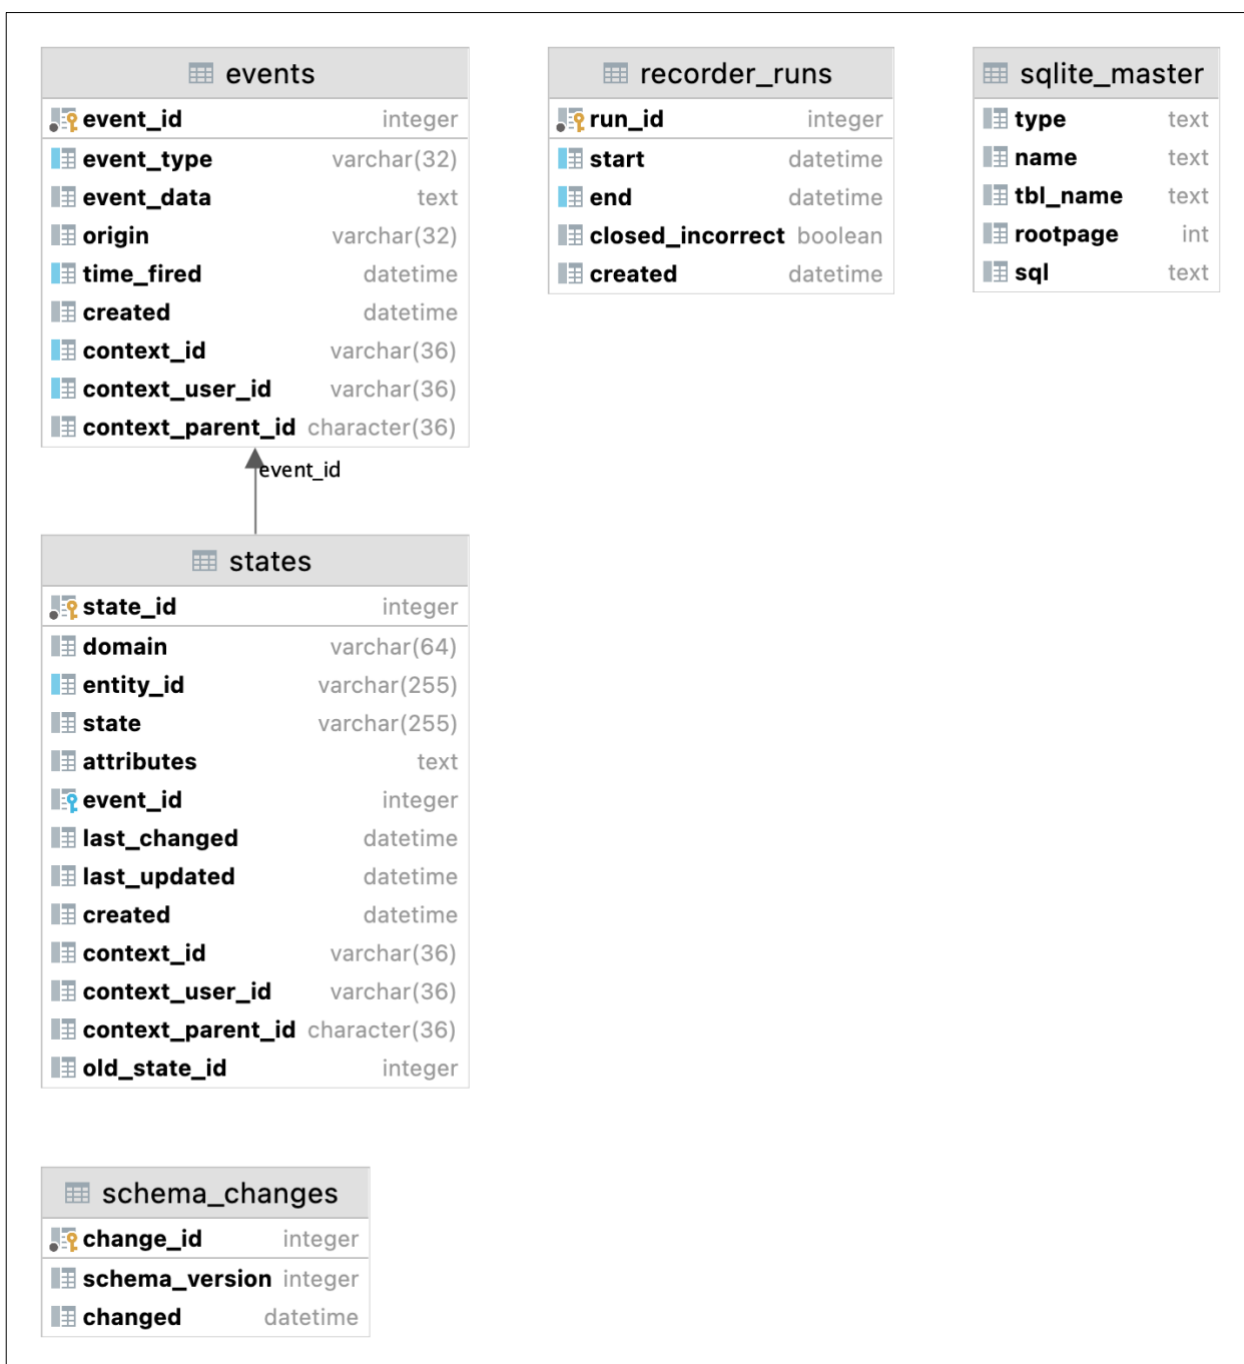 events
event_id integer
event_type varchar(32)
event_data text
origin varchar(32)
time_fired datetime
created datetime
context_id varchar(36)
context_user_id varchar(36)
context_parent_id character(36)
recorder_runs
run_id integer
start datetime
end datetime
closed_incorrect boolean
created datetime
sqlite_master
type text
name text
tbl_name text
rootpage int
sql text
event_id
states
state_id integer
domain varchar(64)
entity_id varchar(255)
state varchar(255)
attributes text
event_id integer
last_changed datetime
last_updated datetime
created datetime
context_id varchar(36)
context_user_id varchar(36)
context_parent_id character(36)
old_state_id integer
schema_changes
change_id integer
schema_version integer
changed datetime